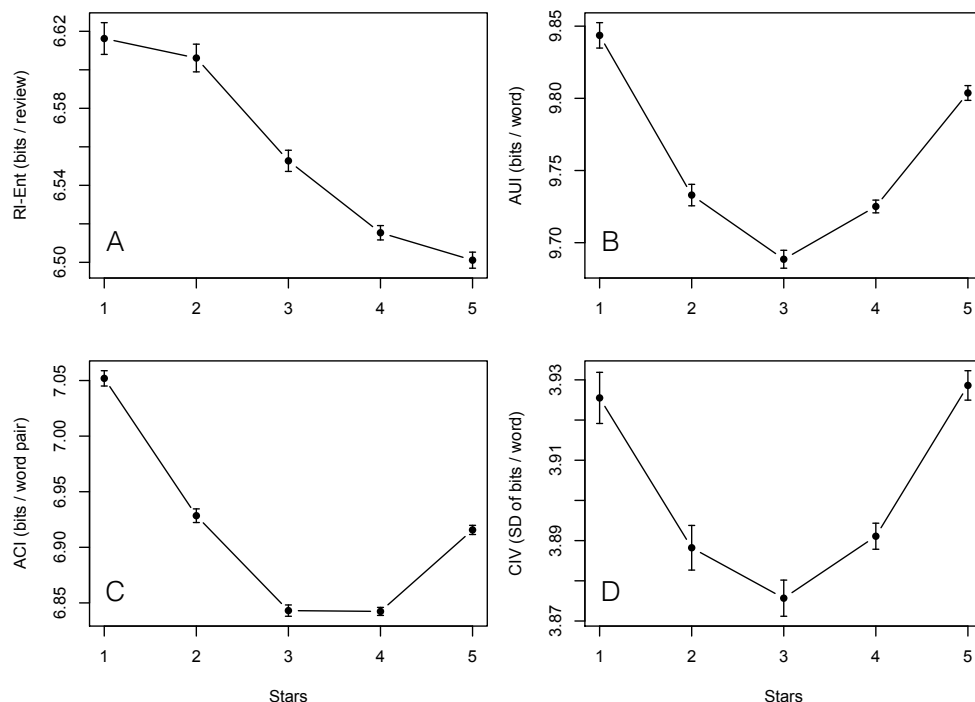 RI-Ent (bits / review)
6.50 6.54 6.58 6.62
A
1 2 3 4 5
AUI (bits / word)
9.70 9.75 9.80 9.85
B
1 2 3 4 5
ACI (bits / word pair)
6.85 6.90 6.95 7.00 7.05
C
1 2 3 4 5
Stars
CIV (SD of bits / word)
3.87 3.89 3.91 3.93
D
1 2 3 4 5
Stars